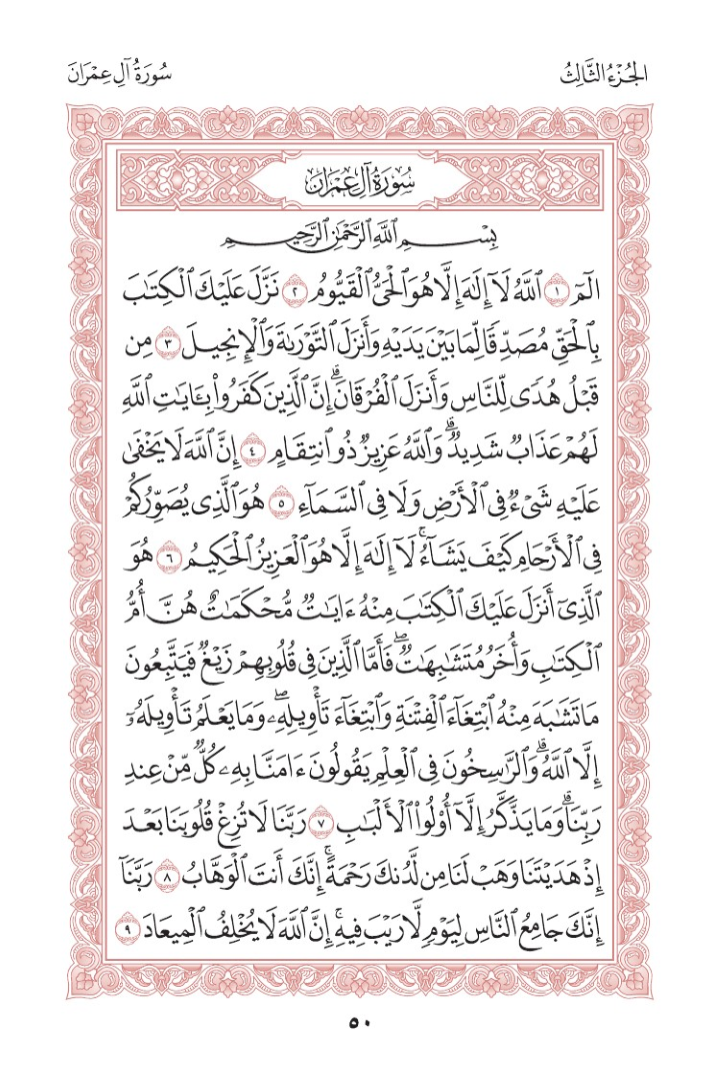 الجُزْءُ الثَّالِثُ
سُورَةُ آلِ عِمْرَانَ
سُورَةُ آلِ عِمْرَانَ
بِسْمِ ٱللَّهِ ٱلرَّحْمَٰنِ ٱلرَّحِيمِ
الٓمٓ ١ ٱللَّهُ لَآ إِلَٰهَ إِلَّا هُوَ ٱلْحَىُّ ٱلْقَيُّومُ ٢ نَزَّلَ عَلَيْكَ ٱلْكِتَٰبَ
بِٱلْحَقِّ مُصَدِّقًا لِّمَا بَيْنَ يَدَيْهِ وَأَنزَلَ ٱلتَّوْرَىٰةَ وَٱلْإِنجِيلَ ٣ مِن
قَبْلُ هُدًى لِّلنَّاسِ وَأَنزَلَ ٱلْفُرْقَانَۗ إِنَّ ٱلَّذِينَ كَفَرُوا۟ بِـَٔايَٰتِ ٱللَّهِ
لَهُمْ عَذَابٌ شَدِيدٌۗ وَٱللَّهُ عَزِيزٌ ذُو ٱنتِقَامٍ ٤ إِنَّ ٱللَّهَ لَا يَخْفَىٰ
عَلَيْهِ شَىْءٌ فِى ٱلْأَرْضِ وَلَا فِى ٱلسَّمَآءِ ٥ هُوَ ٱلَّذِى يُصَوِّرُكُمْ
فِى ٱلْأَرْحَامِ كَيْفَ يَشَآءُۚ لَآ إِلَٰهَ إِلَّا هُوَ ٱلْعَزِيزُ ٱلْحَكِيمُ ٦ هُوَ
ٱلَّذِىٓ أَنزَلَ عَلَيْكَ ٱلْكِتَٰبَ مِنْهُ ءَايَٰتٌ مُّحْكَمَٰتٌ هُنَّ أُمُّ
ٱلْكِتَٰبِ وَأُخَرُ مُتَشَٰبِهَٰتٌۖ فَأَمَّا ٱلَّذِينَ فِى قُلُوبِهِمْ زَيْغٌ فَيَتَّبِعُونَ
مَا تَشَٰبَهَ مِنْهُ ٱبْتِغَآءَ ٱلْفِتْنَةِ وَٱبْتِغَآءَ تَأْوِيلِهِۦۖ وَمَا يَعْلَمُ تَأْوِيلَهُۥٓ
إِلَّا ٱللَّهُۗ وَٱلرَّٰسِخُونَ فِى ٱلْعِلْمِ يَقُولُونَ ءَامَنَّا بِهِۦ كُلٌّ مِّنْ عِندِ
رَبِّنَاۗ وَمَا يَذَّكَّرُ إِلَّآ أُو۟لُوا۟ ٱلْأَلْبَٰبِ ٧ رَبَّنَا لَا تُزِغْ قُلُوبَنَا بَعْدَ
إِذْ هَدَيْتَنَا وَهَبْ لَنَا مِن لَّدُنكَ رَحْمَةًۚ إِنَّكَ أَنتَ ٱلْوَهَّابُ ٨ رَبَّنَآ
إِنَّكَ جَامِعُ ٱلنَّاسِ لِيَوْمٍ لَّا رَيْبَ فِيهِۚ إِنَّ ٱللَّهَ لَا يُخْلِفُ ٱلْمِيعَادَ ٩
٥٠